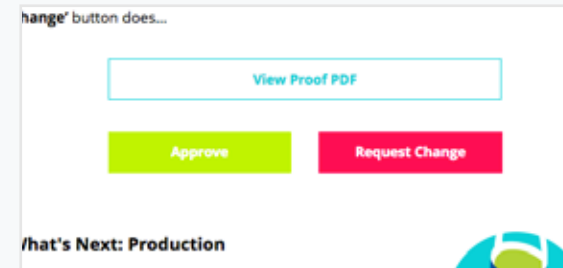 hange' button does...
View Proof PDF
Approve
Request Change
What's Next: Production